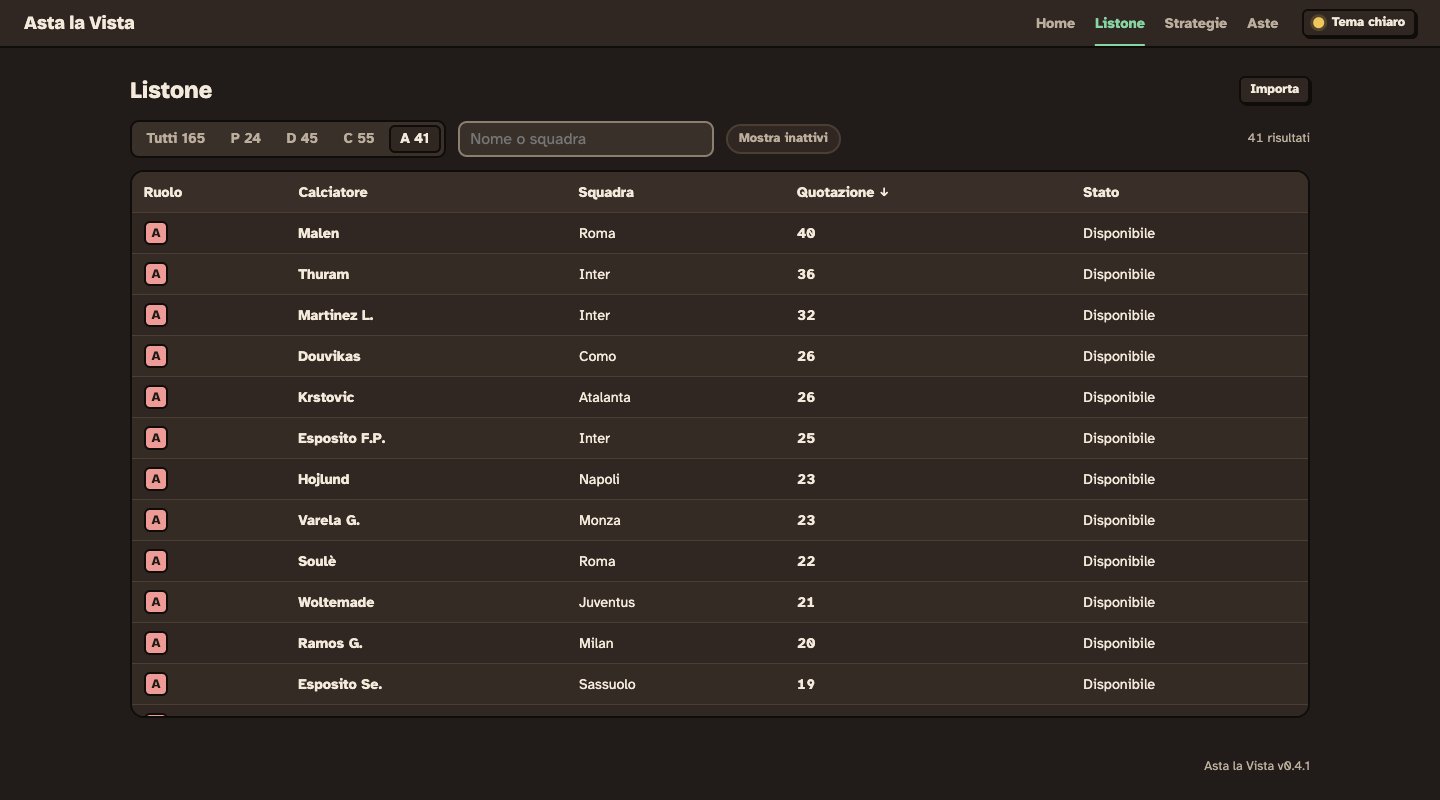 Asta la Vista Home Listone Strategie Aste Tema chiaro
Listone Importa
Tutti 165 P 24 D 45 C 55 A 41 Nome o squadra Mostra inattivi 41 risultati
Ruolo Calciatore Squadra Quotazione ↓ Stato
A Malen Roma 40 Disponibile
A Thuram Inter 36 Disponibile
A Martinez L. Inter 32 Disponibile
A Douvikas Como 26 Disponibile
A Krstovic Atalanta 26 Disponibile
A Esposito F.P. Inter 25 Disponibile
A Hojlund Napoli 23 Disponibile
A Varela G. Monza 23 Disponibile
A Soulè Roma 22 Disponibile
A Woltemade Juventus 21 Disponibile
A Ramos G. Milan 20 Disponibile
A Esposito Se. Sassuolo 19 Disponibile
Asta la Vista v0.4.1